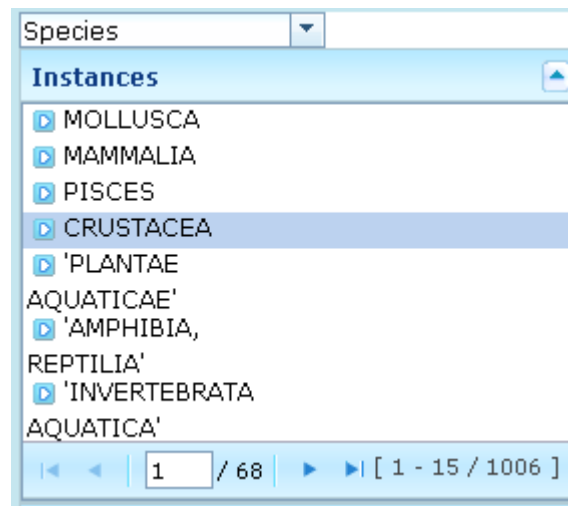 Species
Instances
MOLLUSCA
MAMMALIA
PISCES
CRUSTACEA
'PLANTAE
AQUATICAE'
'AMPHIBIA,
REPTILIA'
'INVERTEBRATA
AQUATICA'
1 / 68 [ 1 - 15 / 1006 ]